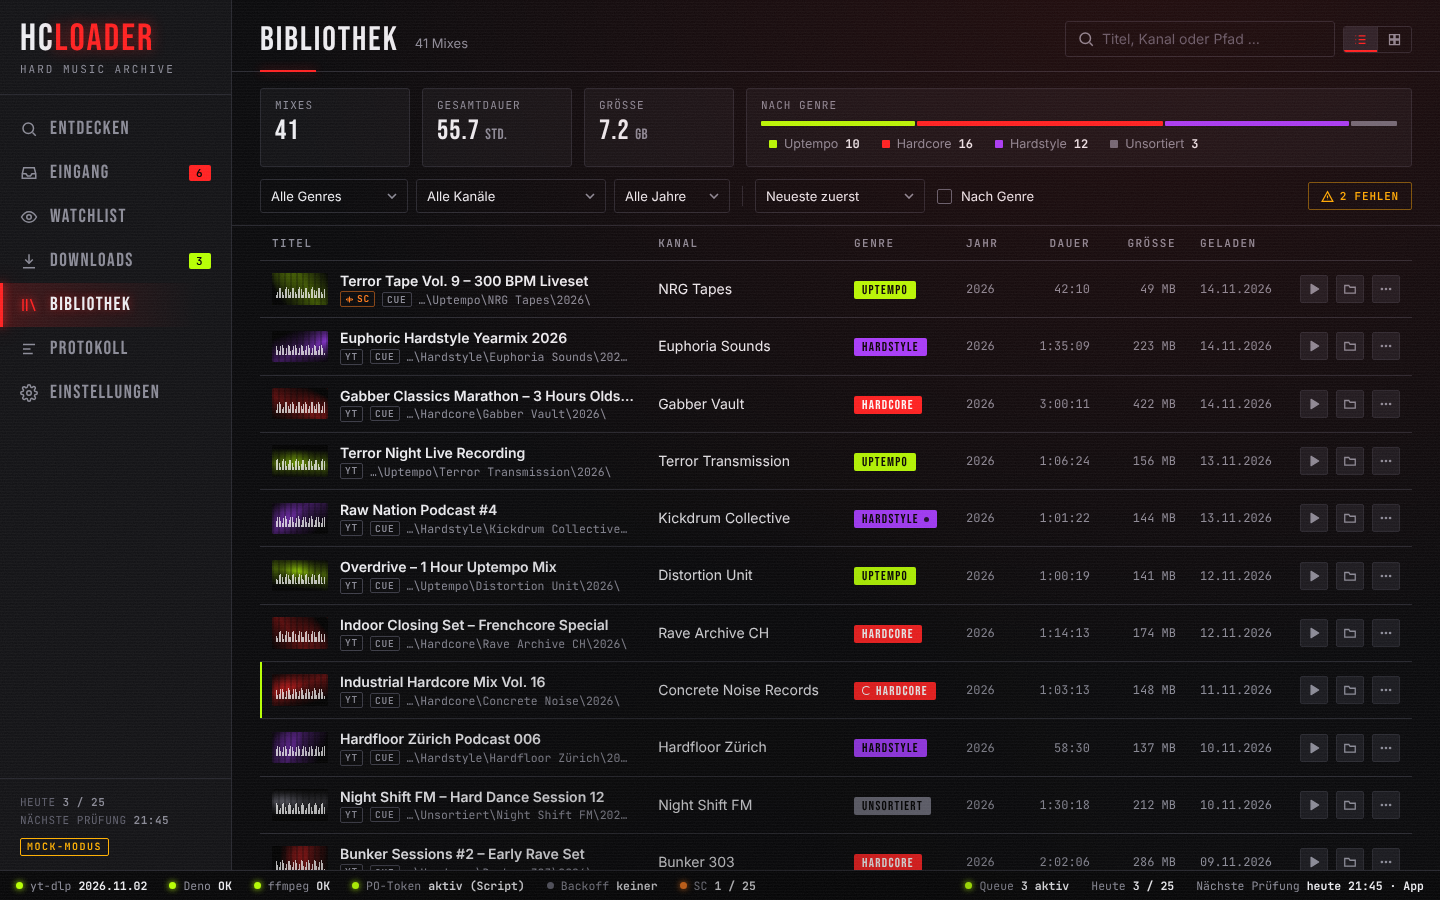 HCLOADER
HARD MUSIC ARCHIVE
ENTDECKEN
EINGANG 6
WATCHLIST
DOWNLOADS 3
BIBLIOTHEK
PROTOKOLL
EINSTELLUNGEN
HEUTE 3 / 25
NÄCHSTE PRÜFUNG 21:45
MOCK-MODUS
BIBLIOTHEK 41 Mixes
Titel, Kanal oder Pfad ...
MIXES
41
GESAMTDAUER
55.7 STD.
GRÖSSE
7.2 GB
NACH GENRE
Uptempo 10 Hardcore 16 Hardstyle 12 Unsortiert 3
Alle Genres Alle Kanäle Alle Jahre Neueste zuerst Nach Genre 2 FEHLEN
TITEL KANAL GENRE JAHR DAUER GRÖSSE GELADEN
Terror Tape Vol. 9 – 300 BPM Liveset
SC CUE …\Uptempo\NRG Tapes\2026\
NRG Tapes UPTEMPO 2026 42:10 49 MB 14.11.2026
Euphoric Hardstyle Yearmix 2026
YT CUE …\Hardstyle\Euphoria Sounds\202…
Euphoria Sounds HARDSTYLE 2026 1:35:09 223 MB 14.11.2026
Gabber Classics Marathon – 3 Hours Olds…
YT CUE …\Hardcore\Gabber Vault\2026\
Gabber Vault HARDCORE 2026 3:00:11 422 MB 14.11.2026
Terror Night Live Recording
YT …\Uptempo\Terror Transmission\2026\
Terror Transmission UPTEMPO 2026 1:06:24 156 MB 13.11.2026
Raw Nation Podcast #4
YT CUE …\Hardstyle\Kickdrum Collective…
Kickdrum Collective HARDSTYLE 2026 1:01:22 144 MB 13.11.2026
Overdrive – 1 Hour Uptempo Mix
YT CUE …\Uptempo\Distortion Unit\2026\
Distortion Unit UPTEMPO 2026 1:00:19 141 MB 12.11.2026
Indoor Closing Set – Frenchcore Special
YT CUE …\Hardcore\Rave Archive CH\2026\
Rave Archive CH HARDCORE 2026 1:14:13 174 MB 12.11.2026
Industrial Hardcore Mix Vol. 16
YT CUE …\Hardcore\Concrete Noise\2026\
Concrete Noise Records HARDCORE 2026 1:03:13 148 MB 11.11.2026
Hardfloor Zürich Podcast 006
YT CUE …\Hardstyle\Hardfloor Zürich\20…
Hardfloor Zürich HARDSTYLE 2026 58:30 137 MB 10.11.2026
Night Shift FM – Hard Dance Session 12
YT CUE …\Unsortiert\Night Shift FM\202…
Night Shift FM UNSORTIERT 2026 1:30:18 212 MB 10.11.2026
Bunker Sessions #2 – Early Rave Set
Bunker 303 HARDCORE 2026 2:02:06 286 MB 09.11.2026
yt-dlp 2026.11.02 Deno OK ffmpeg OK PO-Token aktiv (Script) Backoff keiner SC 1 / 25 Queue 3 aktiv Heute 3 / 25 Nächste Prüfung heute 21:45 · App